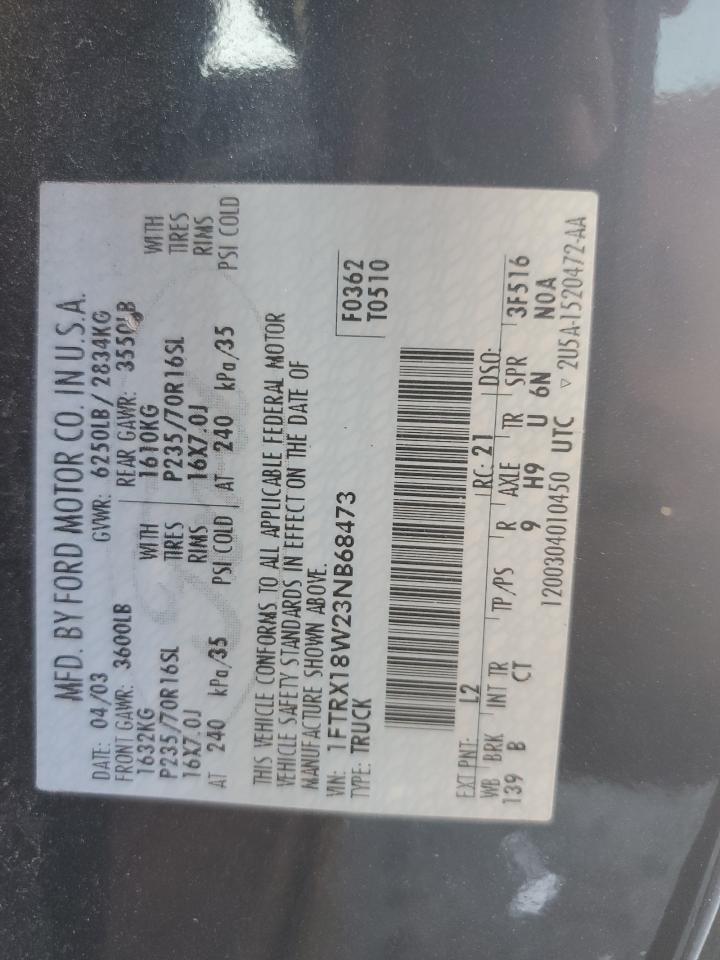 MFD. BY FORD MOTOR CO. IN U.S.A.
DATE: 04/03 GVWR: 6250LB / 2834KG
FRONT GAWR: 3600LB REAR GAWR: 3550LB
1632KG WITH 1610KG WITH
P235/70R16SL TIRES P235/70R16SL TIRES
16X7.0J RIMS 16X7.0J RIMS
AT 240 kPa/35 PSI COLD AT 240 kPa/35 PSI COLD
THIS VEHICLE CONFORMS TO ALL APPLICABLE FEDERAL MOTOR
VEHICLE SAFETY STANDARDS IN EFFECT ON THE DATE OF
MANUFACTURE SHOWN ABOVE.
VIN: 1FTRX18W23NB68473 F0362
TYPE: TRUCK T0510
EXT PNT: L2 RC: 21 DSO:
WB BRK INT TR TP/PS R AXLE TR SPR 3F516
139 B CT 9 H9 U 6N NOA
1200304010450 UTC ▽ 2U5A-1520472-AA